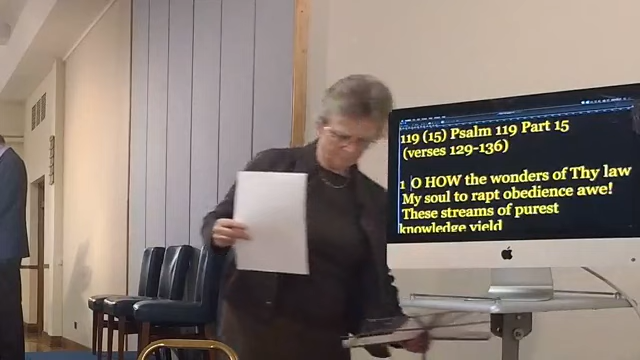 119 (15) Psalm 119 Part 15
(verses 129-136)
1 O HOW the wonders of Thy law
My soul to rapt obedience awe!
These streams of purest
knowledge yield